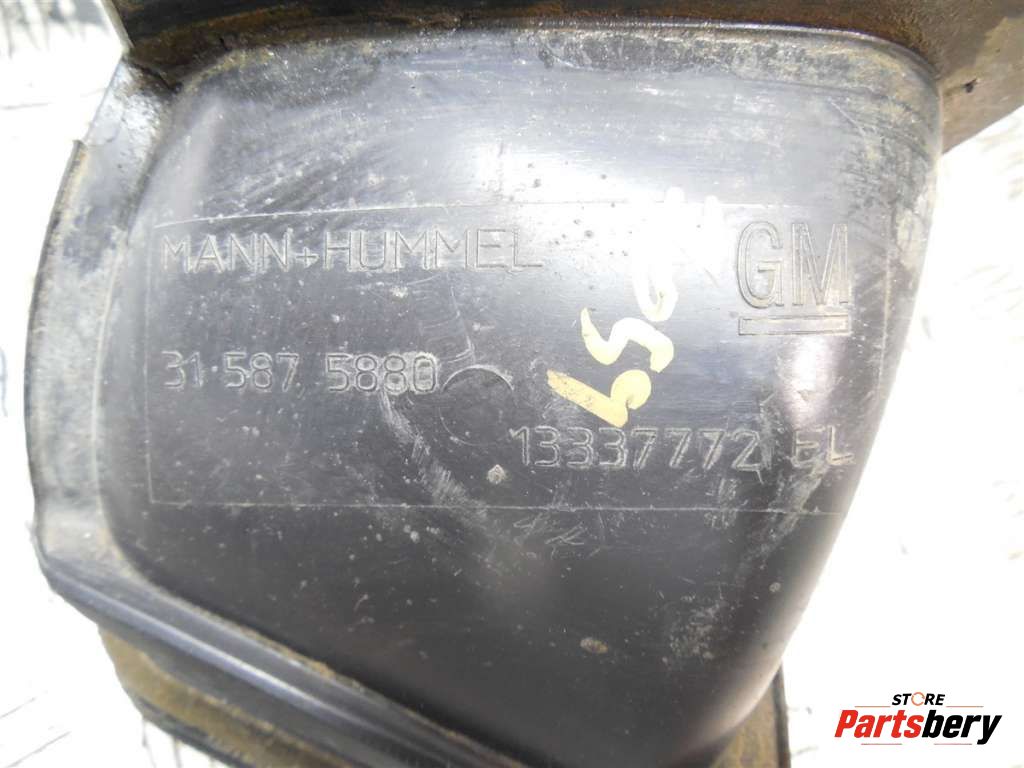 MANN+HUMMEL
GM
31 587 5880
13337772 EL
STORE
Partsbery